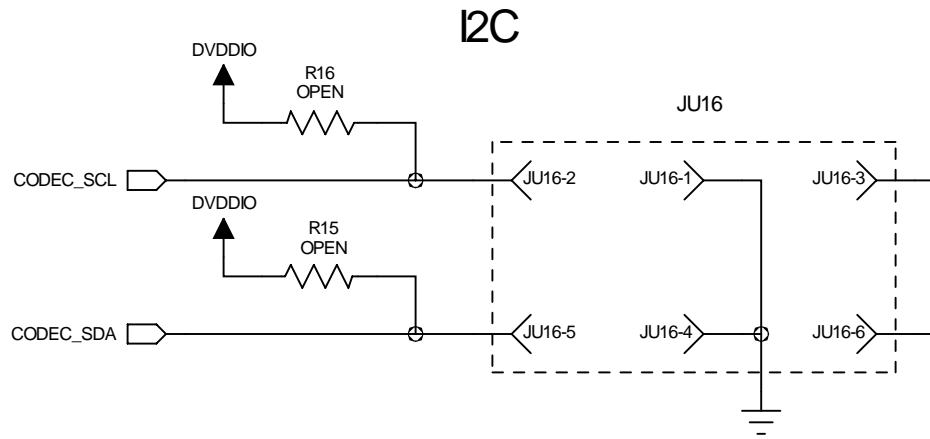 I2C
DVDDIO
R16
OPEN
JU16
CODEC_SCL
JU16-2
JU16-1
JU16-3
DVDDIO
R15
OPEN
CODEC_SDA
JU16-5
JU16-4
JU16-6